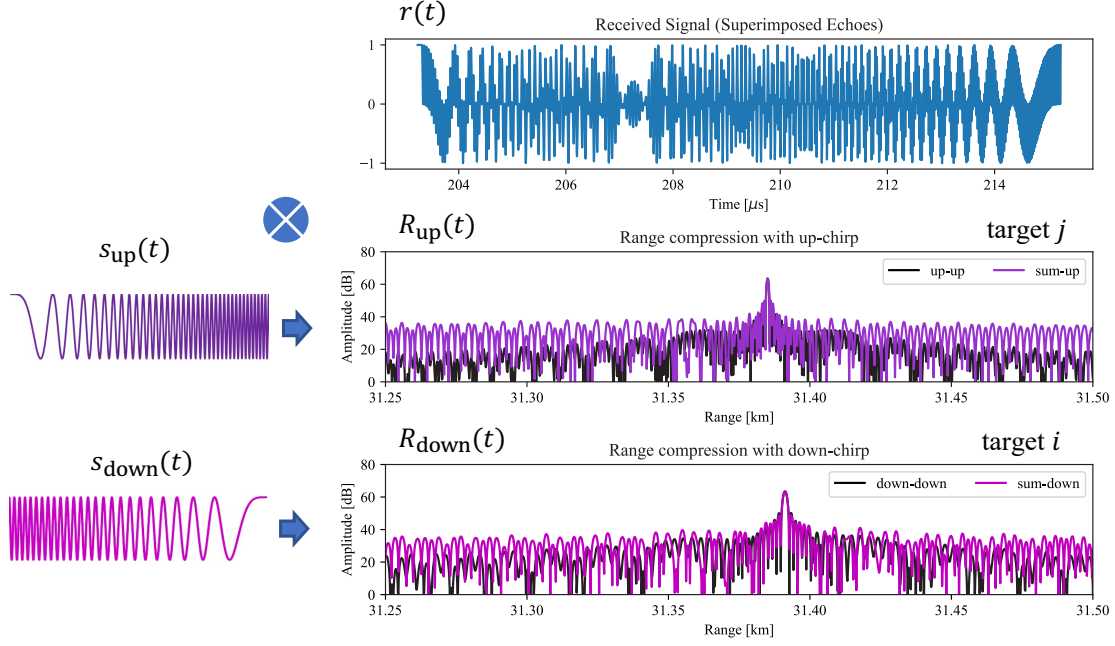 r(t)
Received Signal (Superimposed Echoes)
1
0
−1
204
206
208
210
212
214
Time [μs]
s_up(t)
R_up(t)
Range compression with up-chirp
target j
80
60
40
20
0
Amplitude [dB]
up-up
sum-up
31.25
31.30
31.35
31.40
31.45
31.50
Range [km]
s_down(t)
R_down(t)
Range compression with down-chirp
target i
80
60
40
20
0
Amplitude [dB]
down-down
sum-down
31.25
31.30
31.35
31.40
31.45
31.50
Range [km]